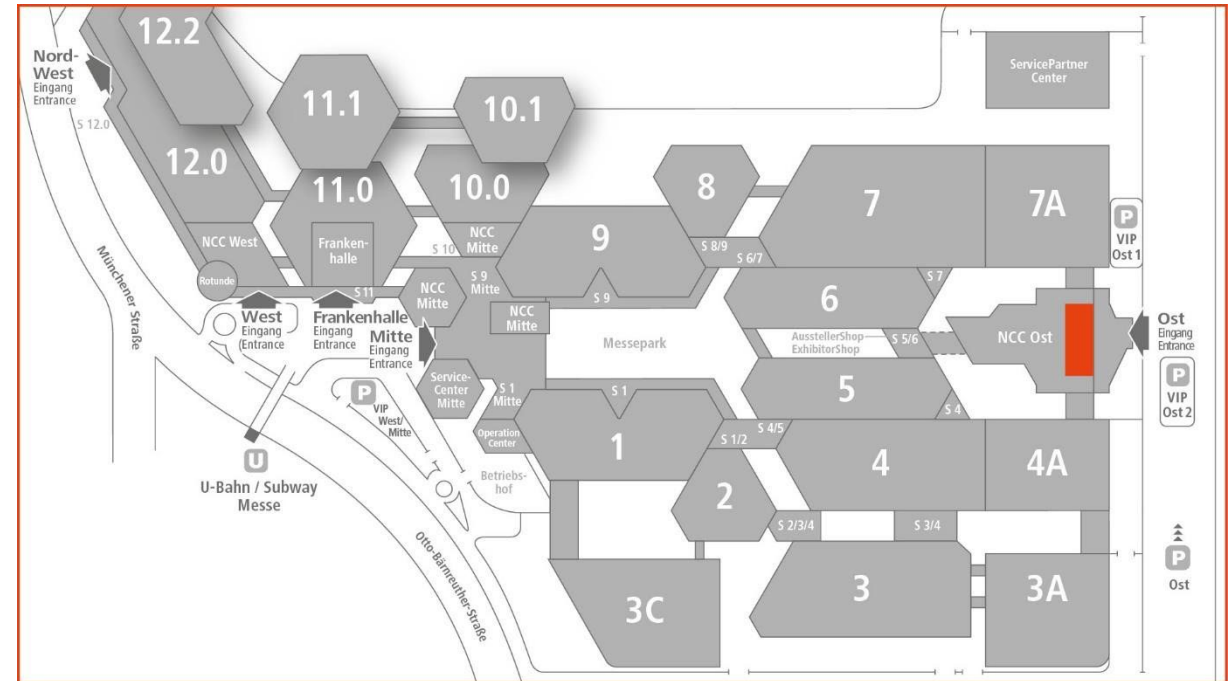 12.2
Nord-
West
Eingang
Entrance
S 12.0
12.0
11.1
10.1
11.0
10.0
NCC West
Franken-
halle
S 10
NCC
Mitte
Rotunde
S 11
NCC
Mitte
S 9
Mitte
NCC
Mitte
9
S 9
8
S 8/9
S 6/7
7
7A
ServicePartner
Center
P
VIP
Ost 1
6
S 7
AusstellerShop
ExhibitorShop
S 5/6
NCC Ost
Ost
Eingang
Entrance
P
VIP
Ost 2
Münchener Straße
West
Eingang
(Entrance
Frankenhalle
Eingang
Entrance
Mitte
Eingang
Entrance
Messepark
Service-
Center
Mitte
S 1
Mitte
S 1
5
S 4
P
VIP
West/
Mitte
Operation
Center
1
S 1/2
S 4/5
4
4A
U
U-Bahn / Subway
Messe
Betriebs-
hof
2
S 2/3/4
S 3/4
Otto-Bärnreuther-Straße
3C
3
3A
P
Ost